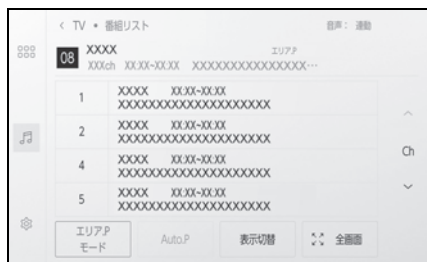 TV • 番組リスト
音声： 連動
08 XXXX エリア.P
XXXch XX:XX~XX:XX XXXXXXXXXXXXXXX…
1 XXXX XX:XX~XX:XX
XXXXXXXXXXXXXXXXXXXXX
2 XXXX XX:XX~XX:XX
XXXXXXXXXXXXXXXXXXXXX
4 XXXX XX:XX~XX:XX
XXXXXXXXXXXXXXXXXXXXX
5 XXXX XX:XX~XX:XX
XXXXXXXXXXXXXXXXXXXXX
Ch
エリア.P
モード
Auto.P
表示切替
全画面